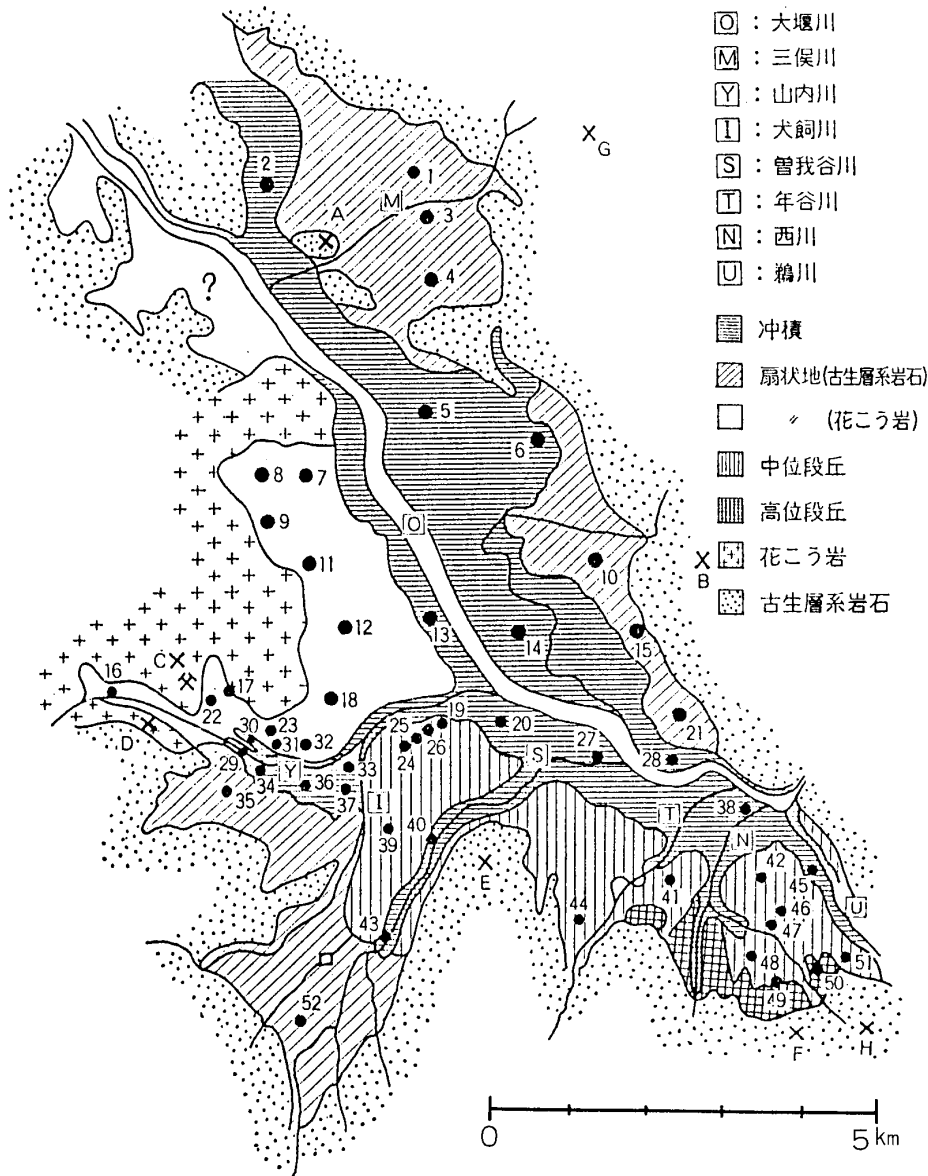 O : 大堰川
M : 三俣川
Y : 山内川
I : 犬飼川
S : 曽我谷川
T : 年谷川
N : 西川
U : 鵜川
冲積
扇状地(古生層系岩石)
〃 (花こう岩)
中位段丘
高位段丘
花こう岩
古生層系岩石
G
2
1
M
A
3
4
?
5
6
8
7
9
O
11
10
B
12
13
14
15
C
16
17
22
18
21
D
30
23
25
19
20
31
32
24
26
27
28
29
Y
33
S
34
36
35
37
I
38
T
39
40
N
E
42
41
45
43
44
46
U
47
48
51
50
49
52
F
H
0
5 km